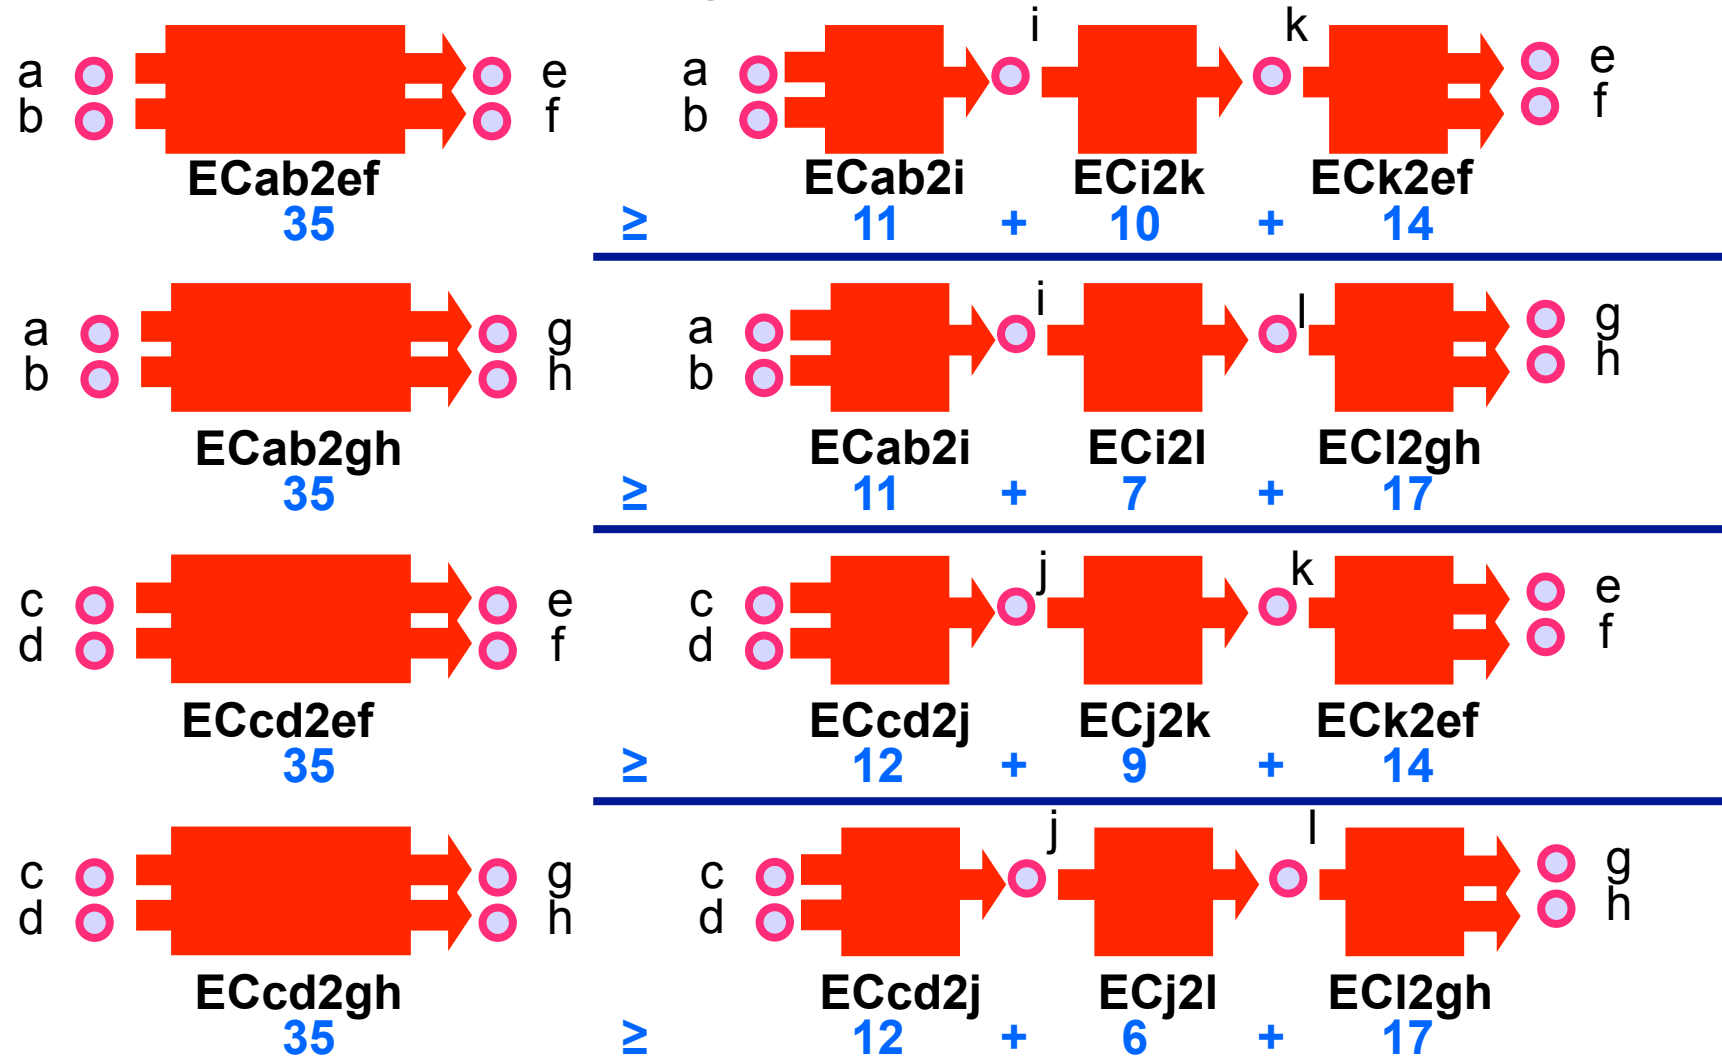 i k
a e a e
b f b f
ECab2ef ECab2i ECi2k ECk2ef
35 ≥ 11 + 10 + 14
i l
a g a g
b h b h
ECab2gh ECab2i ECi2l ECl2gh
35 ≥ 11 + 7 + 17
j k
c e c e
d f d f
ECcd2ef ECcd2j ECj2k ECk2ef
35 ≥ 12 + 9 + 14
j l
c g c g
d h d h
ECcd2gh ECcd2j ECj2l ECl2gh
35 ≥ 12 + 6 + 17